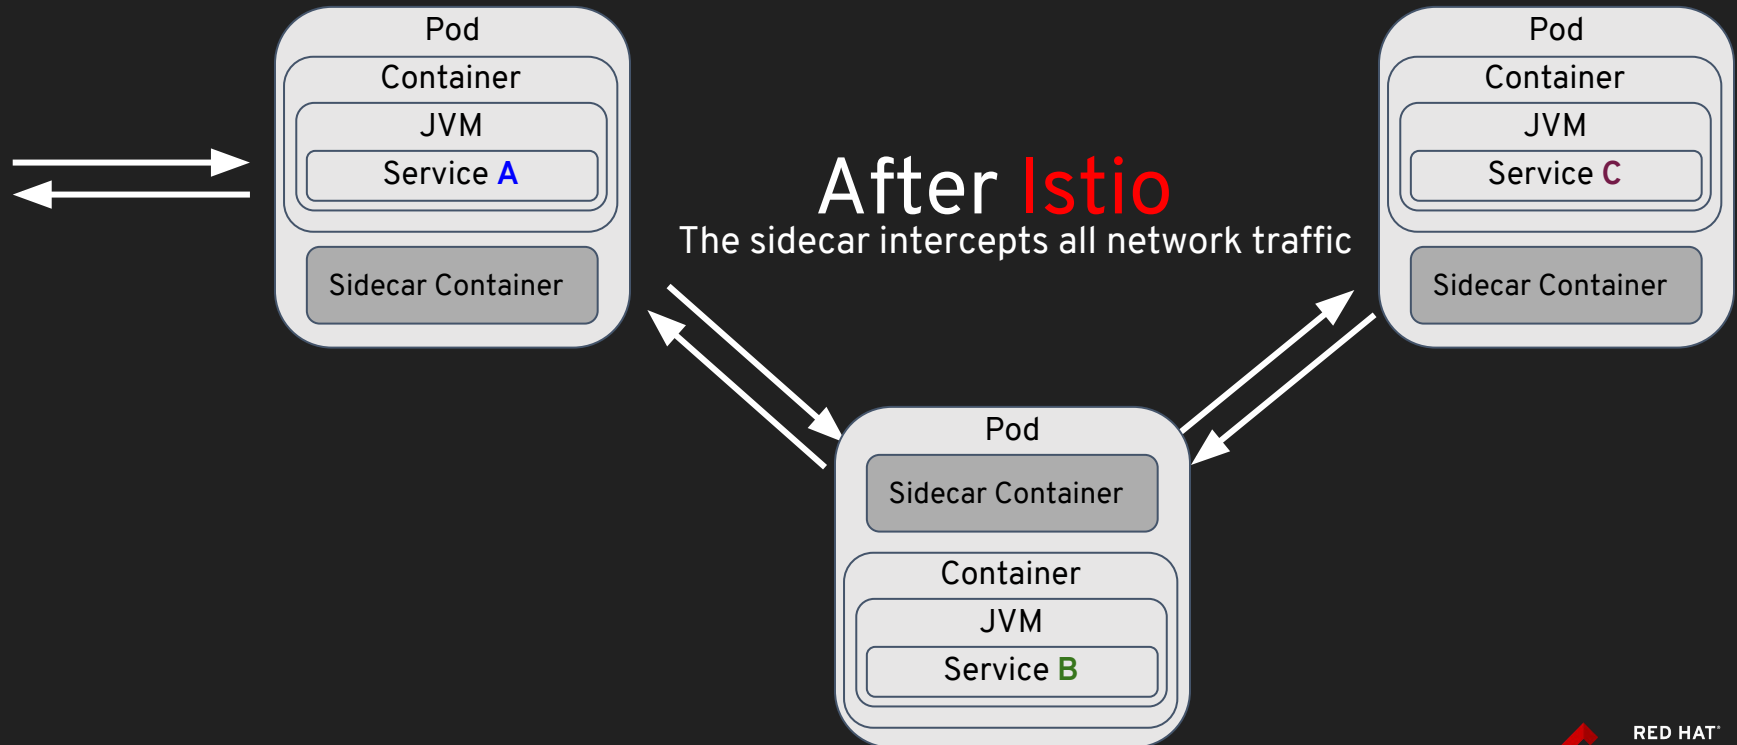 Pod
Container
JVM
Service A
Sidecar Container
After Istio
The sidecar intercepts all network traffic
Pod
Container
JVM
Service C
Sidecar Container
Pod
Sidecar Container
Container
JVM
Service B
RED HAT®